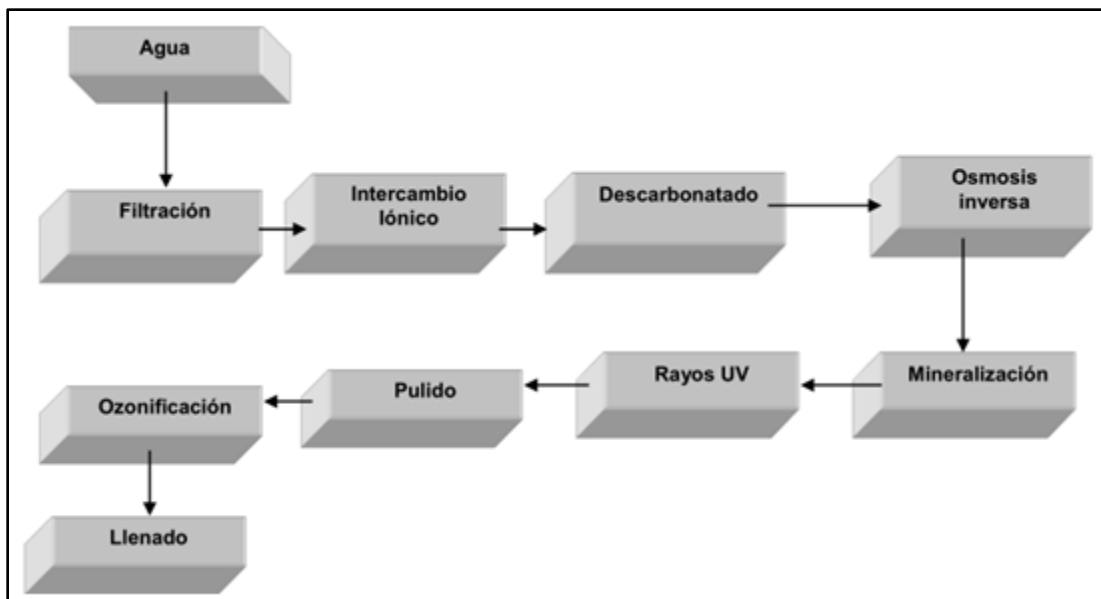 Agua
Filtración
Intercambio
Iónico
Descarbonatado
Osmosis
inversa
Mineralización
Rayos UV
Pulido
Ozonificación
Llenado